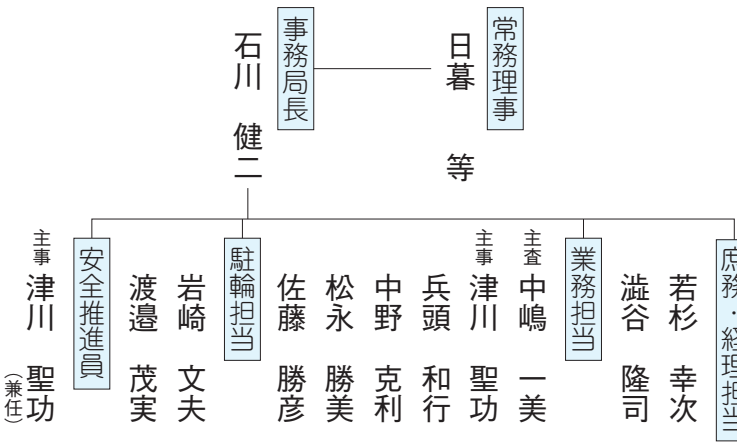 常務理事
日暮 等
事務局長
石川 健二
庶務・経理担当
若杉 幸次
澁谷 隆司
業務担当
主査 中嶋 一美
主事 津川 聖功
兵頭 和行
中野 克利
松永 勝美
佐藤 勝彦
駐輪担当
岩崎 文夫
渡邉 茂実
安全推進員
主事 津川 聖功（兼任）